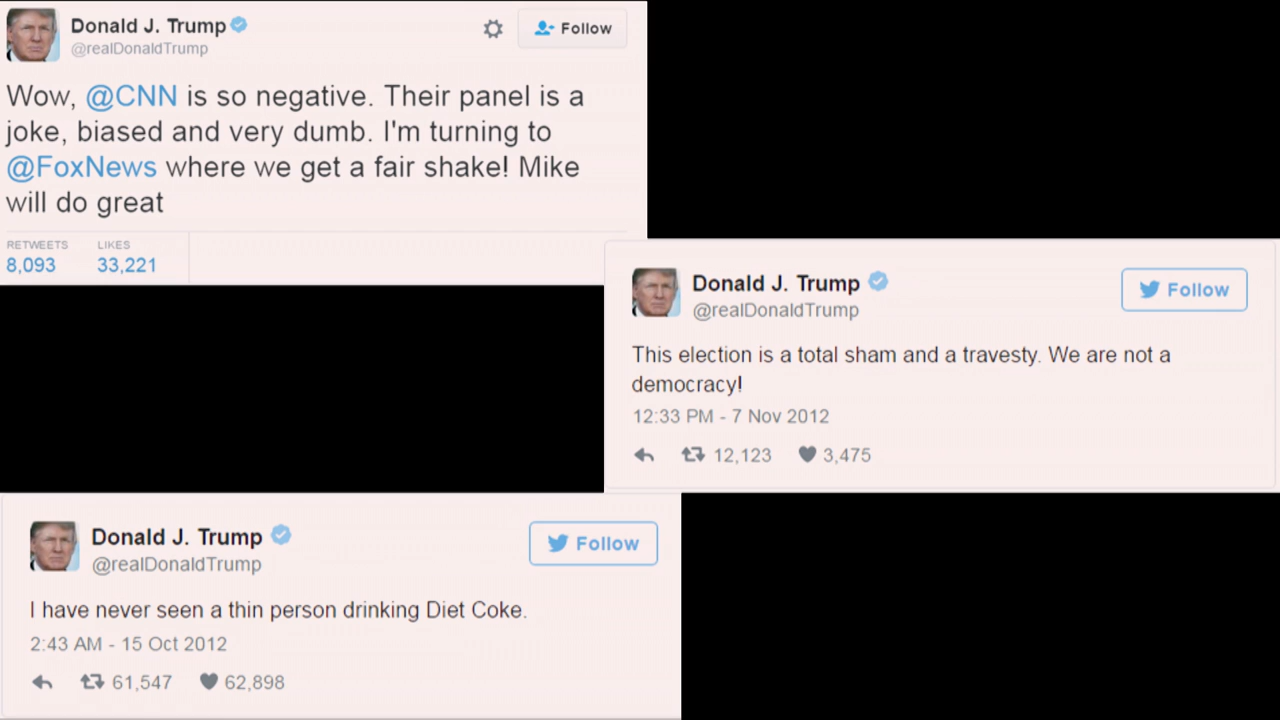 Donald J. Trump
Follow
@realDonaldTrump
Wow, @CNN is so negative. Their panel is a
joke, biased and very dumb. I'm turning to
@FoxNews where we get a fair shake! Mike
will do great
RETWEETS LIKES
8,093 33,221
Donald J. Trump
Follow
@realDonaldTrump
This election is a total sham and a travesty. We are not a
democracy!
12:33 PM - 7 Nov 2012
12,123 3,475
Donald J. Trump
Follow
@realDonaldTrump
I have never seen a thin person drinking Diet Coke.
2:43 AM - 15 Oct 2012
61,547 62,898